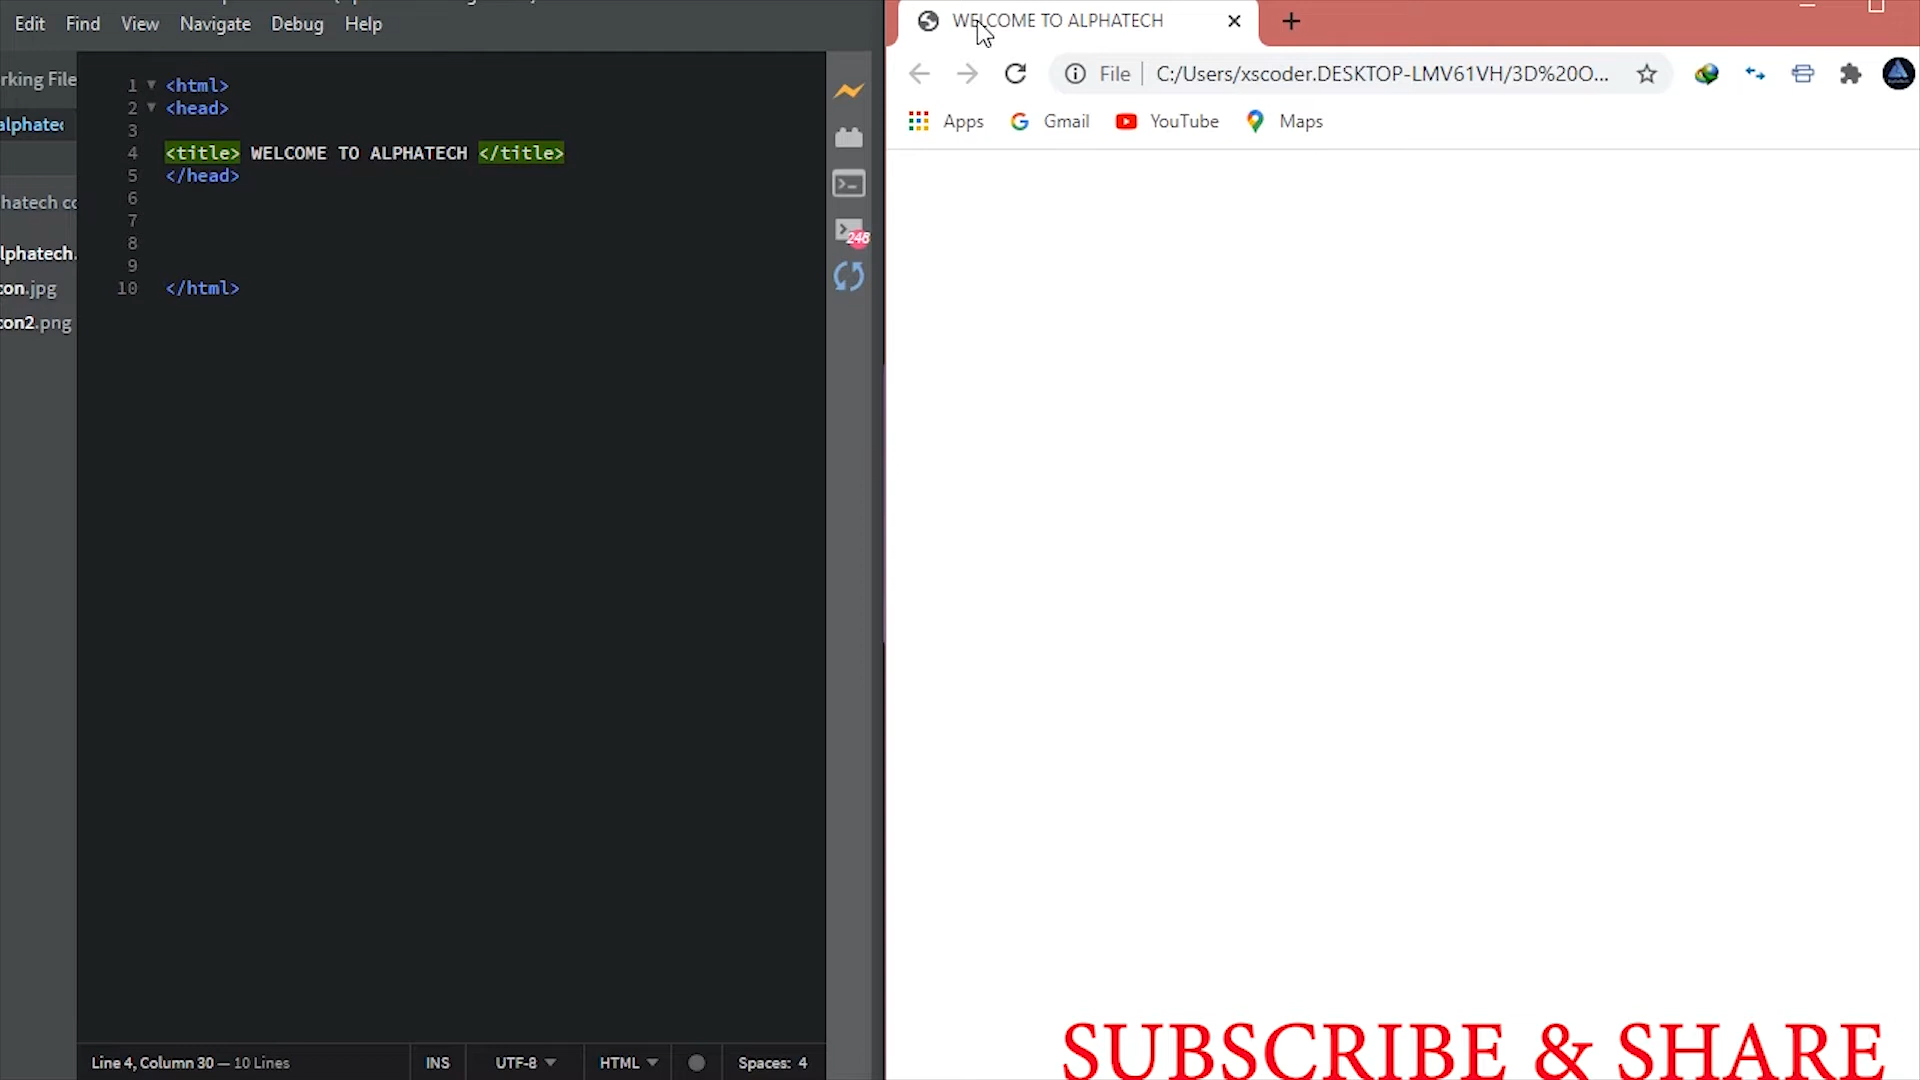 Edit Find View Navigate Debug Help
rking File
alphatec
hatech co
lphatech.
con.jpg
con2.png
1 <html>
2 <head>
3
4 <title> WELCOME TO ALPHATECH </title>
5 </head>
6
7
8
9
10 </html>
248
Line 4, Column 30 — 10 Lines
INS UTF-8 HTML Spaces: 4
WELCOME TO ALPHATECH
File C:/Users/xscoder.DESKTOP-LMV61VH/3D%20O...
Apps Gmail YouTube Maps
SUBSCRIBE & SHARE